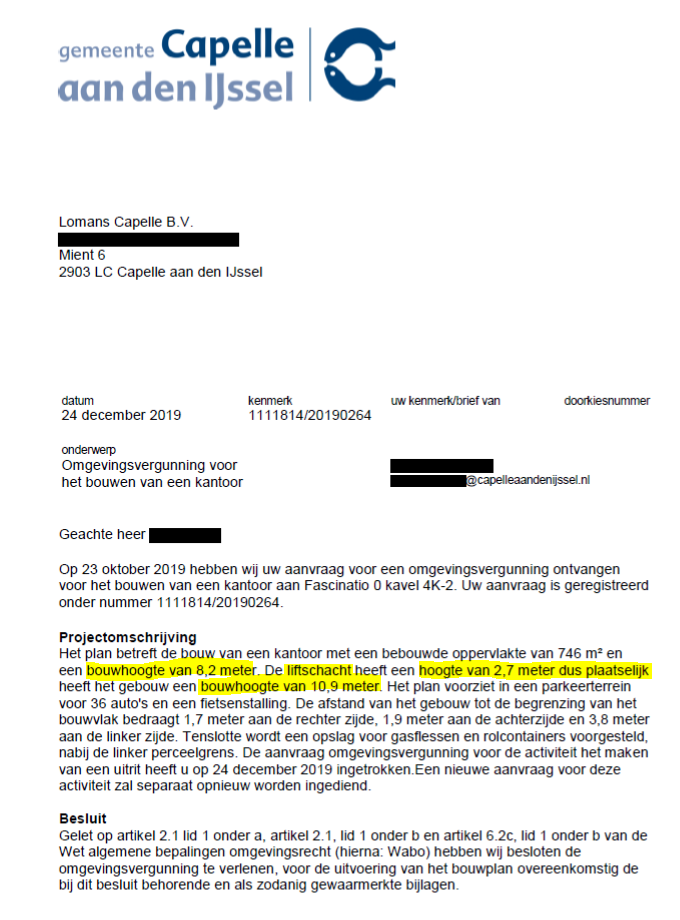 gemeente Capelle
aan den IJssel
Lomans Capelle B.V.
Mient 6
2903 LC Capelle aan den IJssel
datum kenmerk uw kenmerk/brief van doorkiesnummer
24 december 2019 1111814/20190264
onderwerp
Omgevingsvergunning voor
het bouwen van een kantoor @capelleaandenijssel.nl
Geachte heer
Op 23 oktober 2019 hebben wij uw aanvraag voor een omgevingsvergunning ontvangen
voor het bouwen van een kantoor aan Fascinatio 0 kavel 4K-2. Uw aanvraag is geregistreerd
onder nummer 1111814/20190264.
Projectomschrijving
Het plan betreft de bouw van een kantoor met een bebouwde oppervlakte van 746 m² en
een bouwhoogte van 8,2 meter. De liftschacht heeft een hoogte van 2,7 meter dus plaatselijk
heeft het gebouw een bouwhoogte van 10,9 meter. Het plan voorziet in een parkeerterrein
voor 36 auto's en een fietsenstalling. De afstand van het gebouw tot de begrenzing van het
bouwvlak bedraagt 1,7 meter aan de rechter zijde, 1,9 meter aan de achterzijde en 3,8 meter
aan de linker zijde. Tenslotte wordt een opslag voor gasflessen en rolcontainers voorgesteld,
nabij de linker perceelgrens. De aanvraag omgevingsvergunning voor de activiteit het maken
van een uitrit heeft u op 24 december 2019 ingetrokken.Een nieuwe aanvraag voor deze
activiteit zal separaat opnieuw worden ingediend.
Besluit
Gelet op artikel 2.1 lid 1 onder a, artikel 2.1, lid 1 onder b en artikel 6.2c, lid 1 onder b van de
Wet algemene bepalingen omgevingsrecht (hierna: Wabo) hebben wij besloten de
omgevingsvergunning te verlenen, voor de uitvoering van het bouwplan overeenkomstig de
bij dit besluit behorende en als zodanig gewaarmerkte bijlagen.